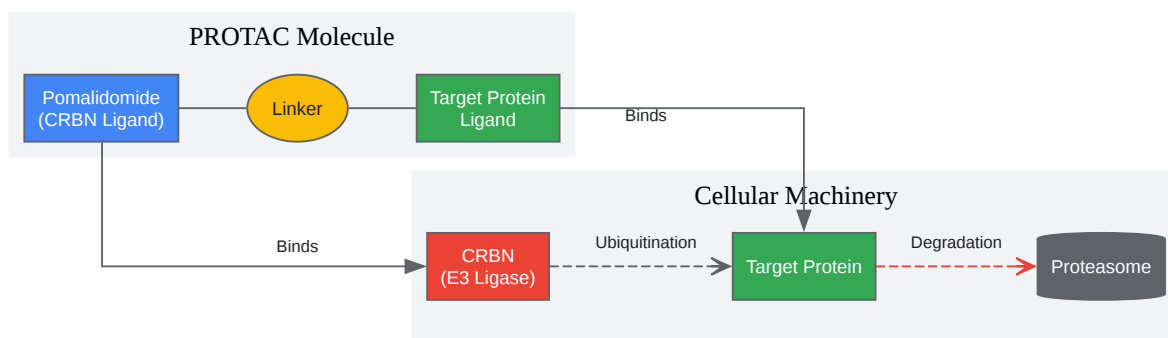 PROTAC Molecule
Pomalidomide
(CRBN Ligand)
Linker
Target Protein
Ligand
Binds
Cellular Machinery
Binds
CRBN
(E3 Ligase)
Ubiquitination
Target Protein
Degradation
Proteasome